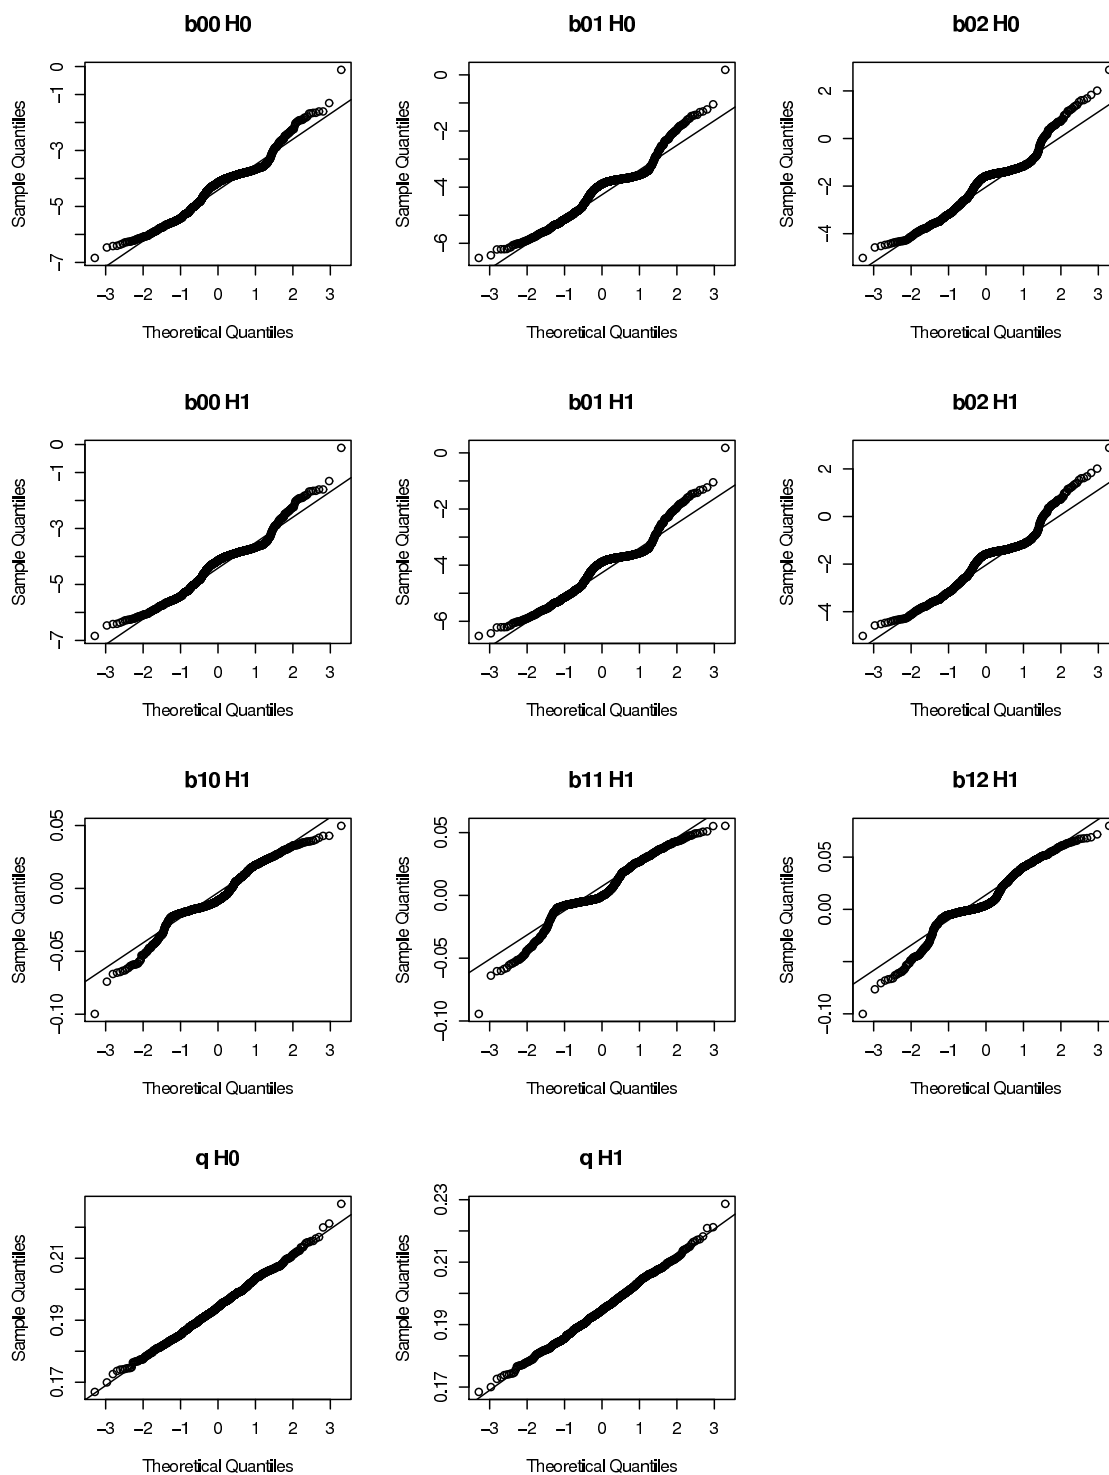 b00 H0 b01 H0 b02 H0
Sample Quantiles Sample Quantiles Sample Quantiles
0 −1 −3 −5 −7
0 −2 −4 −6
2 0 −2 −4
−3 −2 −1 0 1 2 3 −3 −2 −1 0 1 2 3 −3 −2 −1 0 1 2 3
Theoretical Quantiles Theoretical Quantiles Theoretical Quantiles
b00 H1 b01 H1 b02 H1
Sample Quantiles Sample Quantiles Sample Quantiles
0 −1 −3 −5 −7
0 −2 −4 −6
2 0 −2 −4
−3 −2 −1 0 1 2 3 −3 −2 −1 0 1 2 3 −3 −2 −1 0 1 2 3
Theoretical Quantiles Theoretical Quantiles Theoretical Quantiles
b10 H1 b11 H1 b12 H1
Sample Quantiles Sample Quantiles Sample Quantiles
0.05 0.00 −0.05 −0.10
0.05 0.00 −0.05 −0.10
0.05 0.00 −0.10
−3 −2 −1 0 1 2 3 −3 −2 −1 0 1 2 3 −3 −2 −1 0 1 2 3
Theoretical Quantiles Theoretical Quantiles Theoretical Quantiles
q H0 q H1
Sample Quantiles Sample Quantiles
0.21 0.19 0.17
0.23 0.21 0.19 0.17
−3 −2 −1 0 1 2 3 −3 −2 −1 0 1 2 3
Theoretical Quantiles Theoretical Quantiles